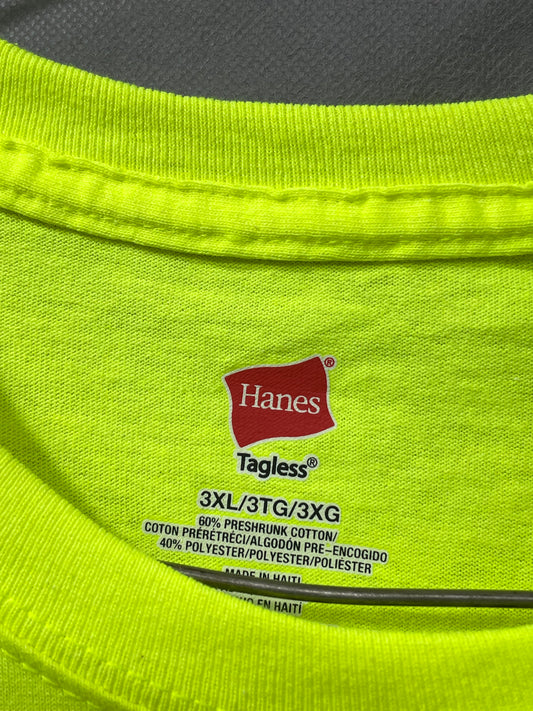 Hanes®
Tagless®
3XL/3TG/3XG
60% PRESHRUNK COTTON/
COTON PRÉRÉTRÉCI/ALGODÓN PRE-ENCOGIDO
40% POLYESTER/POLYESTER/POLIÉSTER
MADE IN HAITI
EN HAITÍ